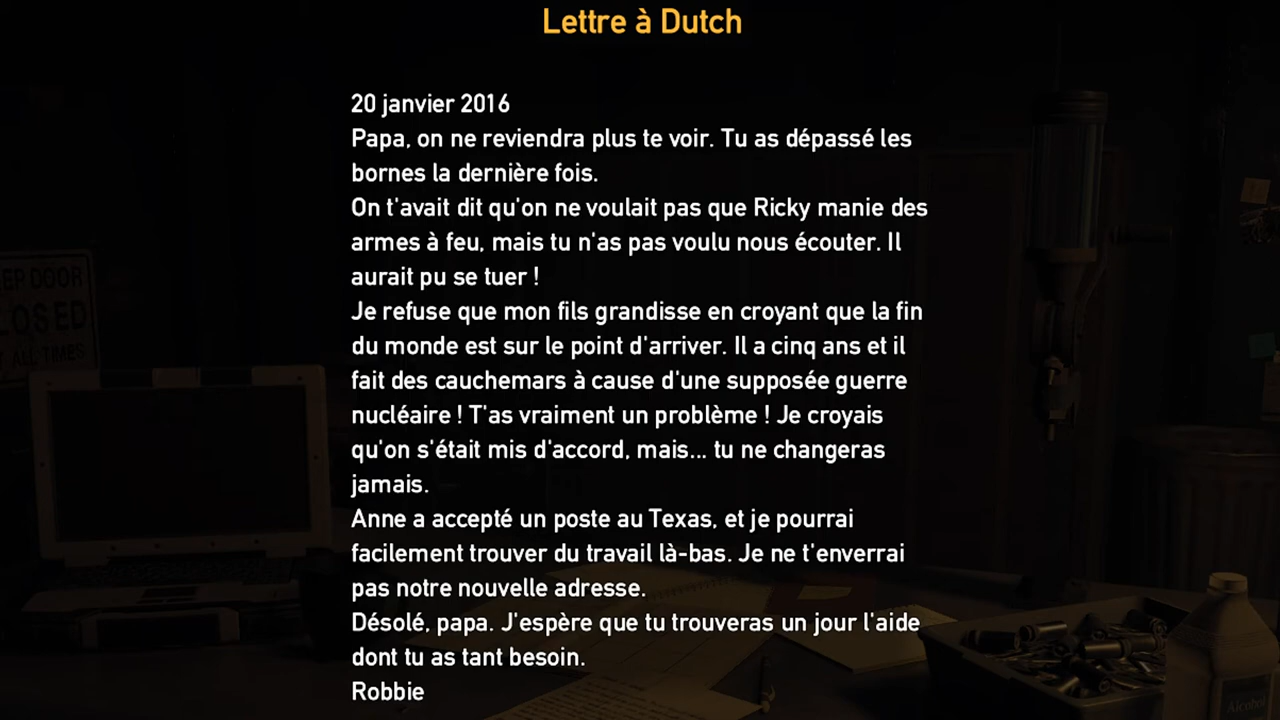 Lettre à Dutch
20 janvier 2016
Papa, on ne reviendra plus te voir. Tu as dépassé les
bornes la dernière fois.
On t'avait dit qu'on ne voulait pas que Ricky manie des
armes à feu, mais tu n'as pas voulu nous écouter. Il
aurait pu se tuer !
Je refuse que mon fils grandisse en croyant que la fin
du monde est sur le point d'arriver. Il a cinq ans et il
fait des cauchemars à cause d'une supposée guerre
nucléaire ! T'as vraiment un problème ! Je croyais
qu'on s'était mis d'accord, mais... tu ne changeras
jamais.
Anne a accepté un poste au Texas, et je pourrai
facilement trouver du travail là-bas. Je ne t'enverrai
pas notre nouvelle adresse.
Désolé, papa. J'espère que tu trouveras un jour l'aide
dont tu as tant besoin.
Robbie
ER DOOR
LOSED
ALL TIMES
Alcohol